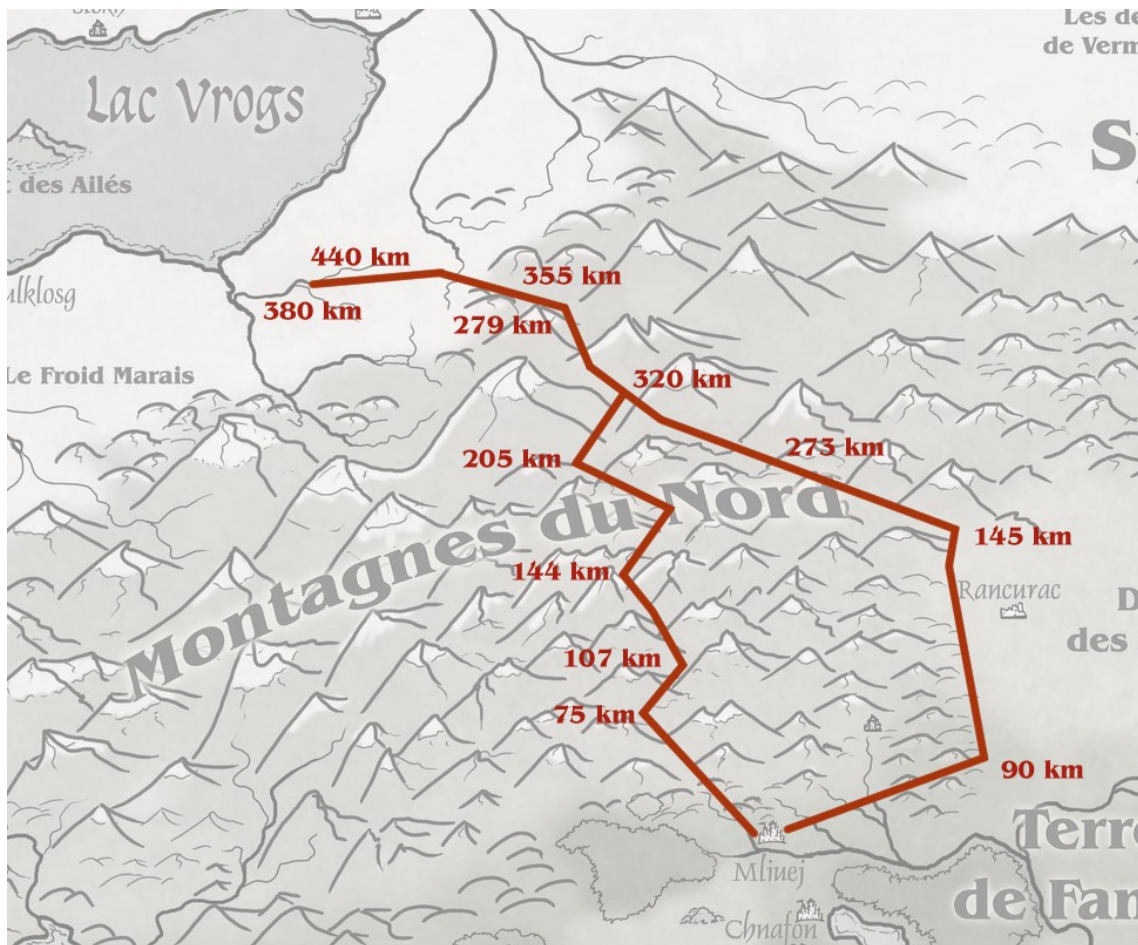 Les de
de Verm
Lac Vrogs
t des Ailés
S
440 km
355 km
ulklosg
380 km
279 km
Le Froid Marais
320 km
273 km
205 km
Montagnes du Nord
145 km
144 km
Rancurac
D
des
107 km
75 km
90 km
Terre
de Fan
Mliuej
Chnafon